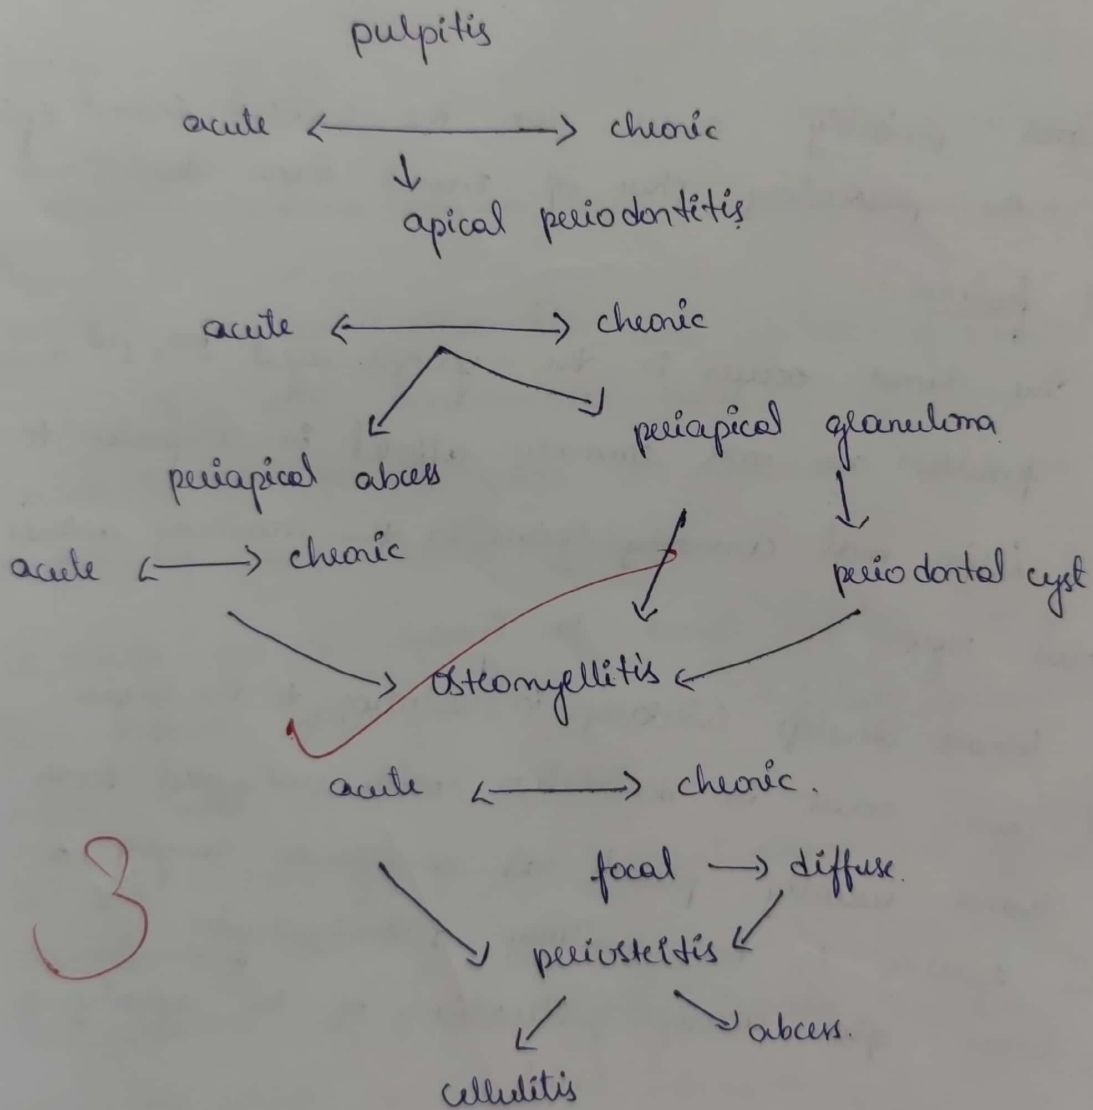 pulpitis
acute ⟷ chronic
↓
apical periodontitis
acute ⟷ chronic
periapical granuloma
periapical abcess
acute ⟷ chronic
periodontal cyst
osteomyellitis
acute ⟷ chronic.
focal → diffuse.
periosteitis
abcess.
cellulitis
3